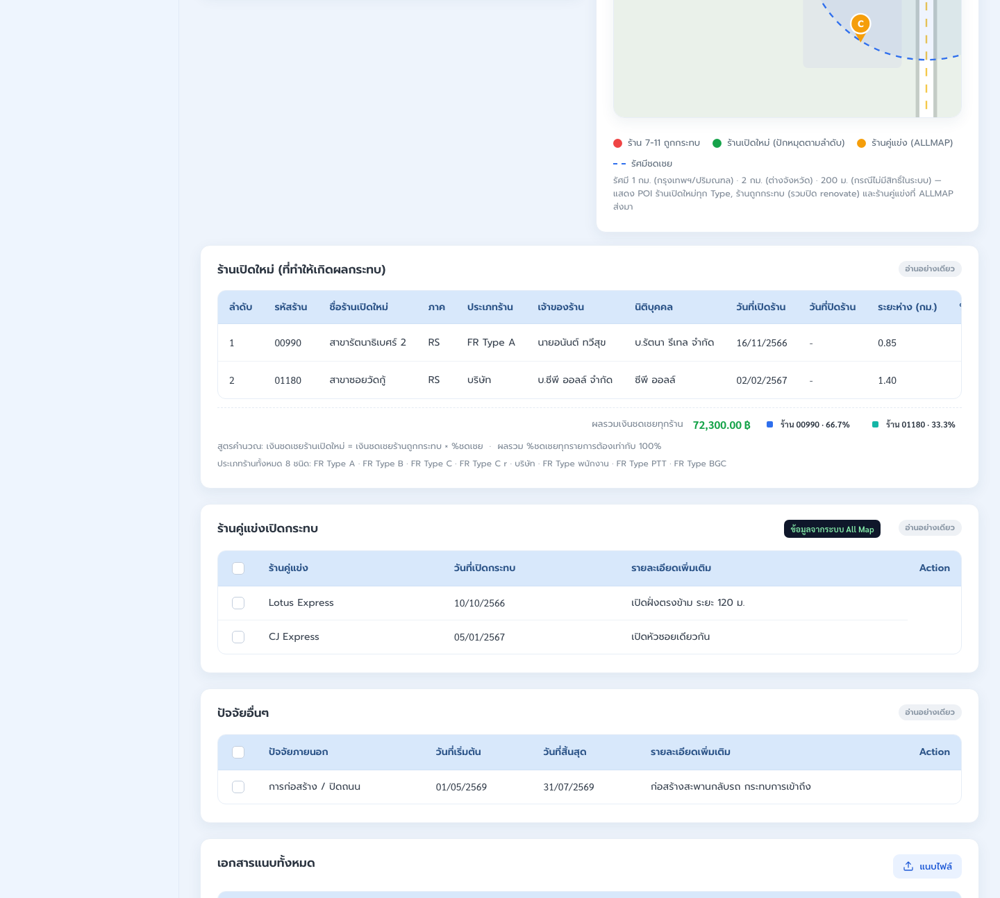 C
ร้าน 7-11 ถูกกระทบ
ร้านเปิดใหม่ (ปักหมุดตามลำดับ)
ร้านคู่แข่ง (ALLMAP)
รัศมีชดเชย
รัศมี 1 กม. (กรุงเทพฯ/ปริมณฑล) · 2 กม. (ต่างจังหวัด) · 200 ม. (กรณีไม่มีสิทธิ์ในระบบ) —
แสดง POI ร้านเปิดใหม่ทุก Type, ร้านถูกกระทบ (รวมปิด renovate) และร้านคู่แข่งที่ ALLMAP
ส่งมา
ร้านเปิดใหม่ (ที่ทำให้เกิดผลกระทบ) อ่านอย่างเดียว
ลำดับ รหัสร้าน ชื่อร้านเปิดใหม่ ภาค ประเภทร้าน เจ้าของร้าน นิติบุคคล วันที่เปิดร้าน วันที่ปิดร้าน ระยะห่าง (กม.)
1 00990 สาขารัตนาธิเบศร์ 2 RS FR Type A นายอนันต์ ทวีสุข บ.รัตนา รีเทล จำกัด 16/11/2566 - 0.85
2 01180 สาขาซอยวัดกู้ RS บริษัท บ.ซีพี ออลล์ จำกัด ซีพี ออลล์ 02/02/2567 - 1.40
ผลรวมเงินชดเชยทุกร้าน 72,300.00 ฿ ร้าน 00990 · 66.7% ร้าน 01180 · 33.3%
สูตรคำนวณ: เงินชดเชยร้านเปิดใหม่ = เงินชดเชยร้านถูกกระทบ × %ชดเชย · ผลรวม %ชดเชยทุกรายการต้องเท่ากับ 100%
ประเภทร้านทั้งหมด 8 ชนิด: FR Type A · FR Type B · FR Type C · FR Type C r · บริษัท · FR Type พนักงาน · FR Type PTT · FR Type BGC
ร้านคู่แข่งเปิดกระทบ ข้อมูลจากระบบ All Map อ่านอย่างเดียว
ร้านคู่แข่ง วันที่เปิดกระทบ รายละเอียดเพิ่มเติม Action
Lotus Express 10/10/2566 เปิดฝั่งตรงข้าม ระยะ 120 ม.
CJ Express 05/01/2567 เปิดหัวซอยเดียวกัน
ปัจจัยอื่นๆ อ่านอย่างเดียว
ปัจจัยภายนอก วันที่เริ่มต้น วันที่สิ้นสุด รายละเอียดเพิ่มเติม Action
การก่อสร้าง / ปิดถนน 01/05/2569 31/07/2569 ก่อสร้างสะพานกลับรถ กระทบการเข้าถึง
เอกสารแนบทั้งหมด แนบไฟล์